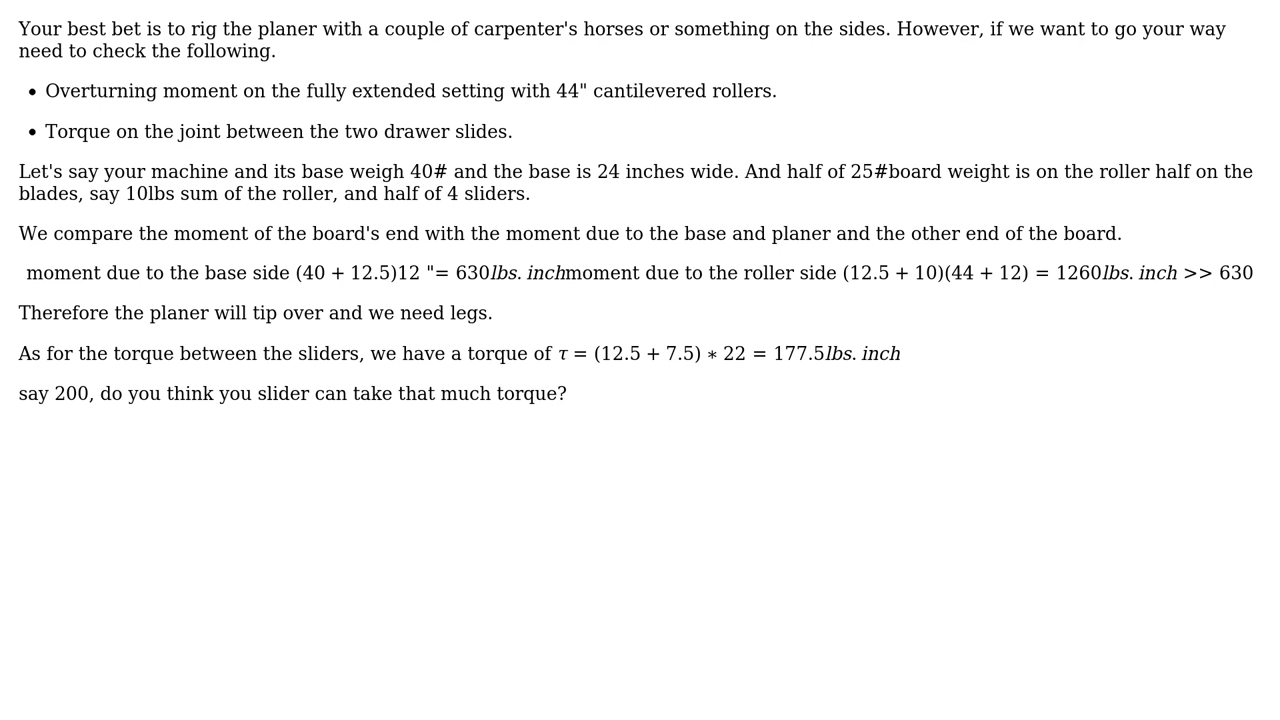 Your best bet is to rig the planer with a couple of carpenter's horses or something on the sides. However, if we want to go your way
need to check the following.
• Overturning moment on the fully extended setting with 44" cantilevered rollers.
• Torque on the joint between the two drawer slides.
Let's say your machine and its base weigh 40# and the base is 24 inches wide. And half of 25#board weight is on the roller half on the
blades, say 10lbs sum of the roller, and half of 4 sliders.
We compare the moment of the board's end with the moment due to the base and planer and the other end of the board.
moment due to the base side (40 + 12.5)12 "= 630lbs. inchmoment due to the roller side (12.5 + 10)(44 + 12) = 1260lbs. inch >> 630
Therefore the planer will tip over and we need legs.
As for the torque between the sliders, we have a torque of τ = (12.5 + 7.5) ∗ 22 = 177.5lbs. inch
say 200, do you think you slider can take that much torque?